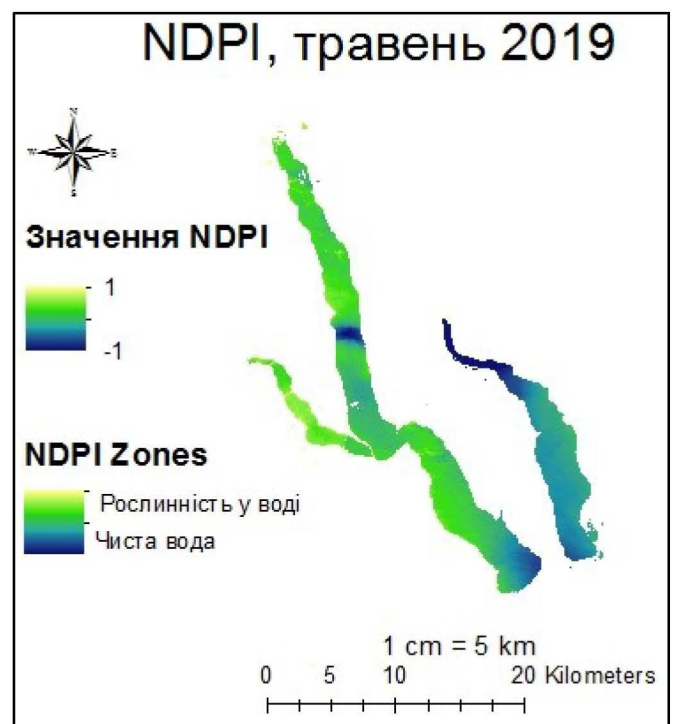 NDPI, травень 2019
N
W E
S
Значення NDPI
1
-1
NDPI Zones
Рослинність у воді
Чиста вода
1 cm = 5 km
0 5 10 20 Kilometers